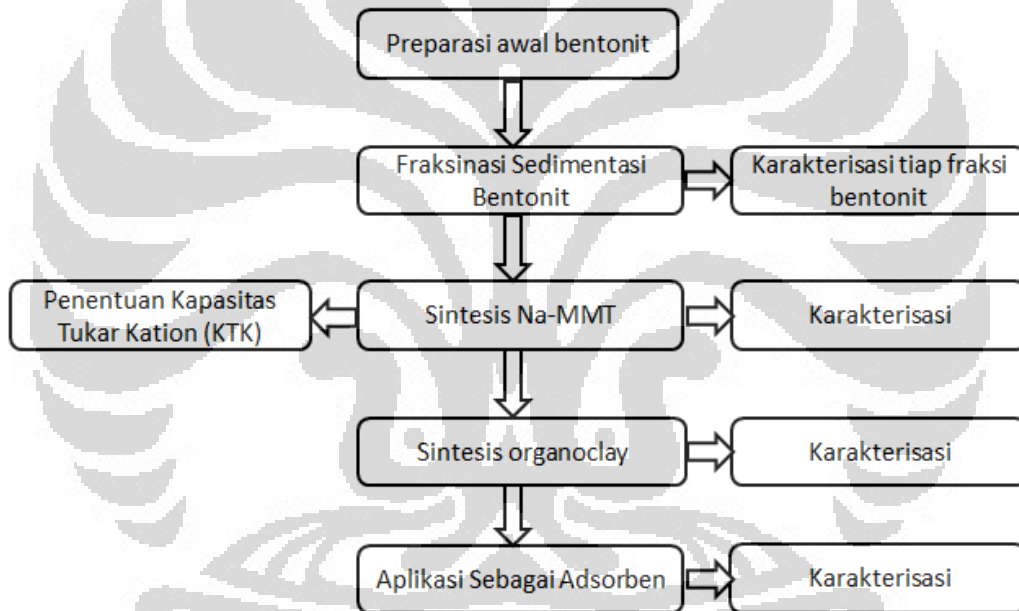 Preparasi awal bentonit
Fraksinasi Sedimentasi
Bentonit
Karakterisasi tiap fraksi
bentonit
Penentuan Kapasitas
Tukar Kation (KTK)
Sintesis Na-MMT
Karakterisasi
Sintesis organoclay
Karakterisasi
Aplikasi Sebagai Adsorben
Karakterisasi